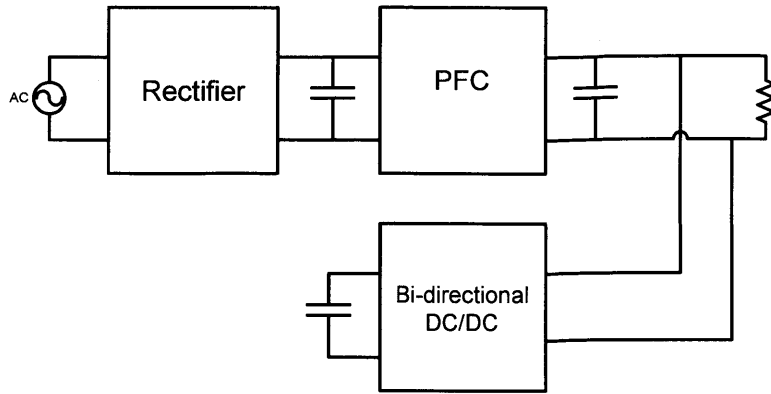 AC
Rectifier
PFC
Bi-directional
DC/DC